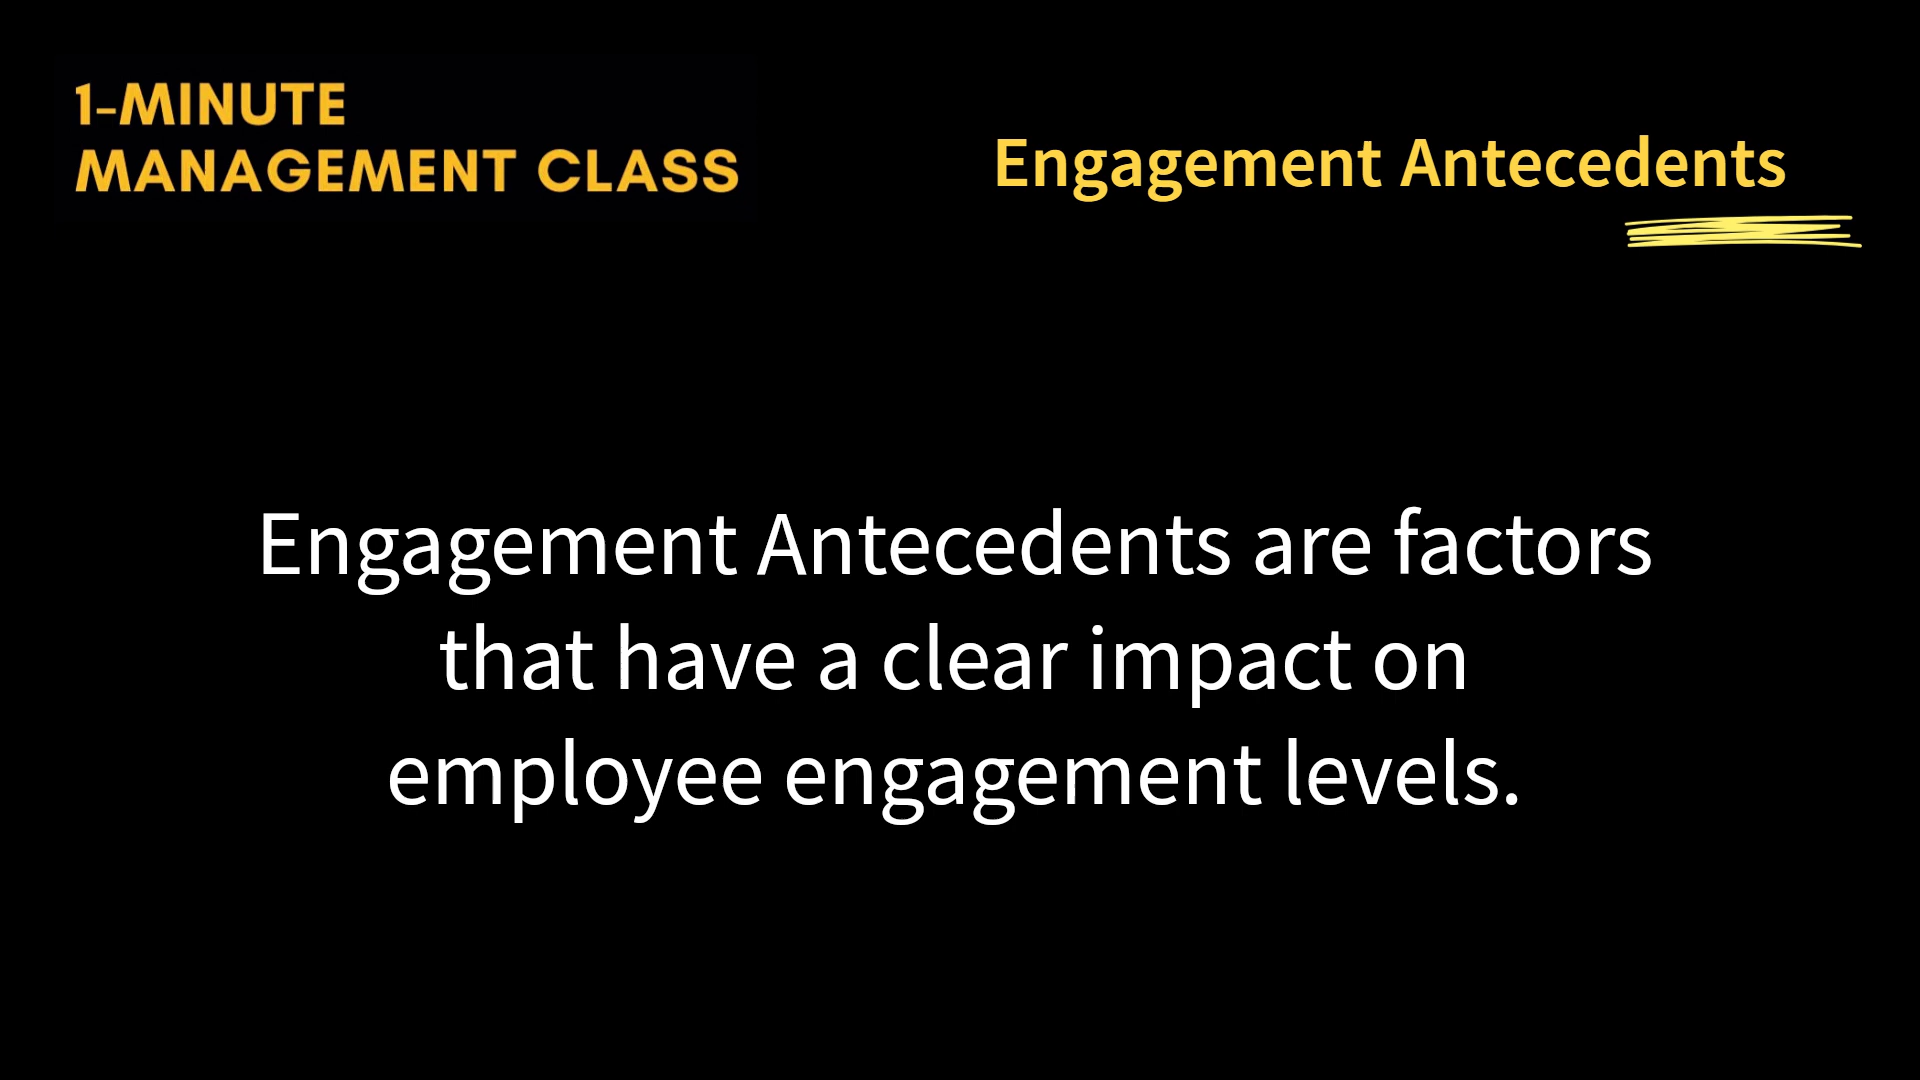 1-MINUTE
MANAGEMENT CLASS
Engagement Antecedents
Engagement Antecedents are factors
that have a clear impact on
employee engagement levels.